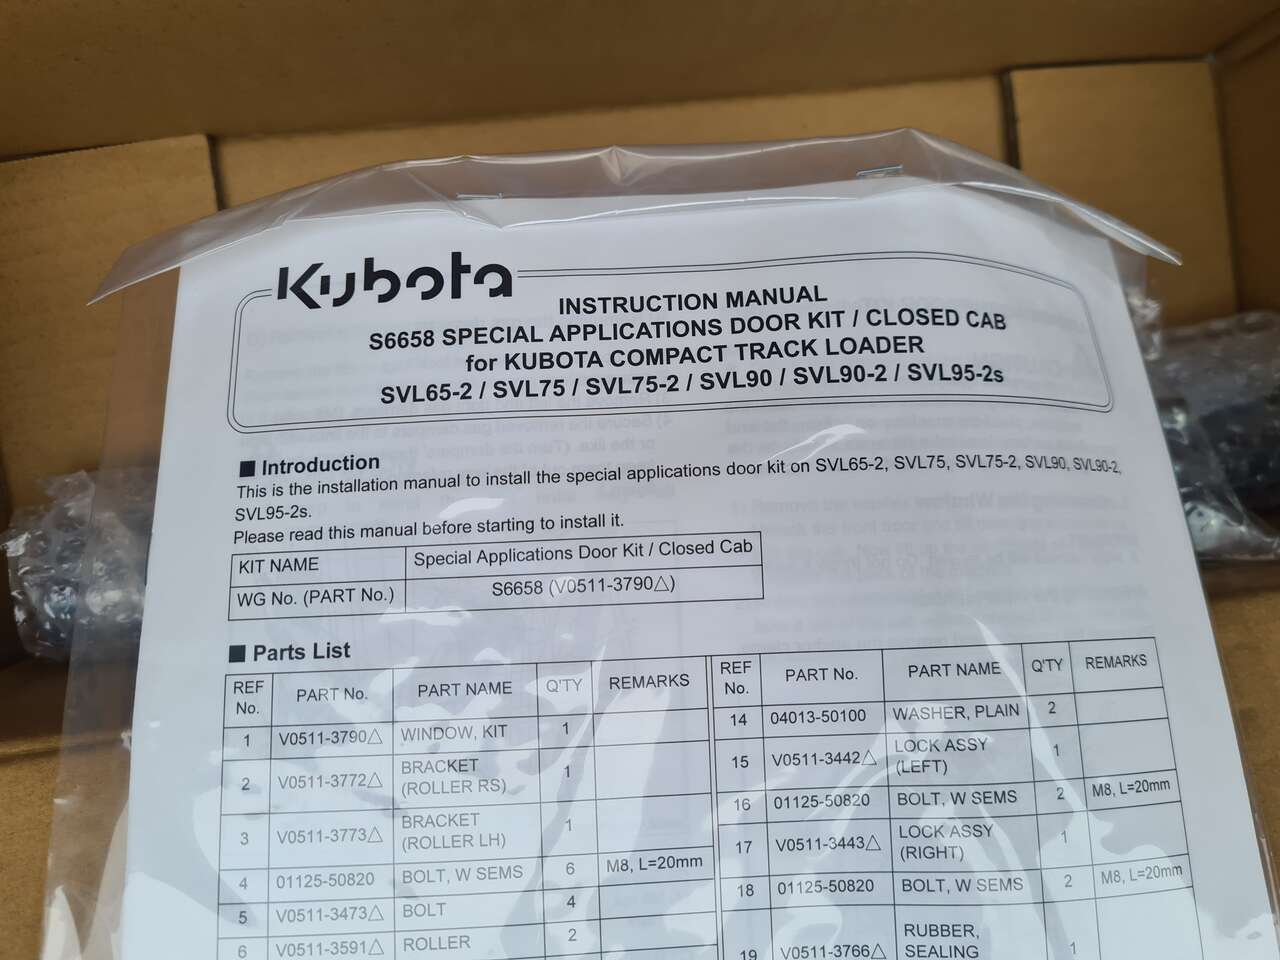 Kubota
INSTRUCTION MANUAL
S6658 SPECIAL APPLICATIONS DOOR KIT / CLOSED CAB
for KUBOTA COMPACT TRACK LOADER
SVL65-2 / SVL75 / SVL75-2 / SVL90 / SVL90-2 / SVL95-2s
■ Introduction
This is the installation manual to install the special applications door kit on SVL65-2, SVL75, SVL75-2, SVL90, SVL90-2,
SVL95-2s.
Please read this manual before starting to install it.
KIT NAME Special Applications Door Kit / Closed Cab
WG No. (PART No.) S6658 (V0511-3790△)
■ Parts List
REF No. PART No. PART NAME Q'TY REMARKS
1 V0511-3790△ WINDOW, KIT 1
2 V0511-3772△ BRACKET (ROLLER RS) 1
3 V0511-3773△ BRACKET (ROLLER LH) 1
4 01125-50820 BOLT, W SEMS 6 M8, L=20mm
5 V0511-3473△ BOLT 4
6 V0511-3591△ ROLLER 2
REF No. PART No. PART NAME Q'TY REMARKS
14 04013-50100 WASHER, PLAIN 2
15 V0511-3442△ LOCK ASSY (LEFT) 1
16 01125-50820 BOLT, W SEMS 2 M8, L=20mm
17 V0511-3443△ LOCK ASSY (RIGHT) 1
18 01125-50820 BOLT, W SEMS 2 M8, L=20mm
19 V0511-3766△ RUBBER, SEALING 1